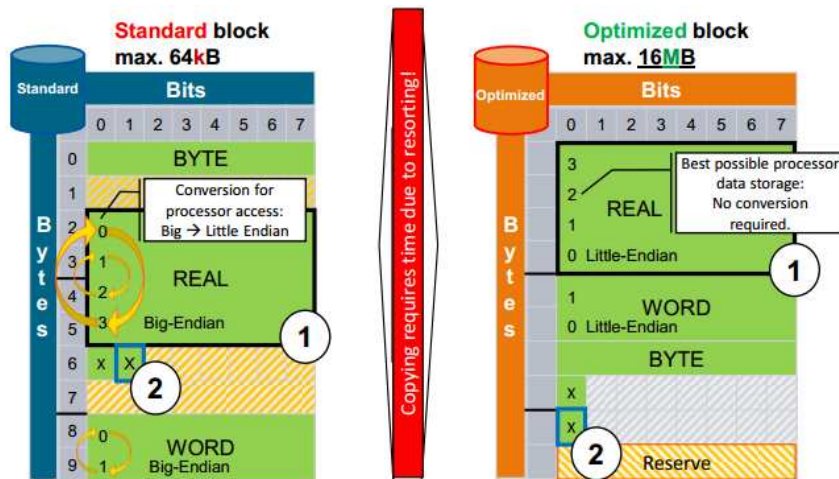 Standard block
max. 64kB
Standard
Bits
0 1 2 3 4 5 6 7
Bytes
0 BYTE
1
Conversion for
processor access:
Big → Little Endian
2 0
3 1
REAL
4 2
5 3 Big-Endian
1
6 x X
2
7
8 0
WORD
9 1 Big-Endian
Copying requires time due to resorting!
Optimized block
max. 16MB
Optimized
Bits
0 1 2 3 4 5 6 7
Bytes
3
Best possible processor
data storage:
No conversion
required.
2
REAL
1
0 Little-Endian
1
1
WORD
0 Little-Endian
BYTE
x
x
2
Reserve